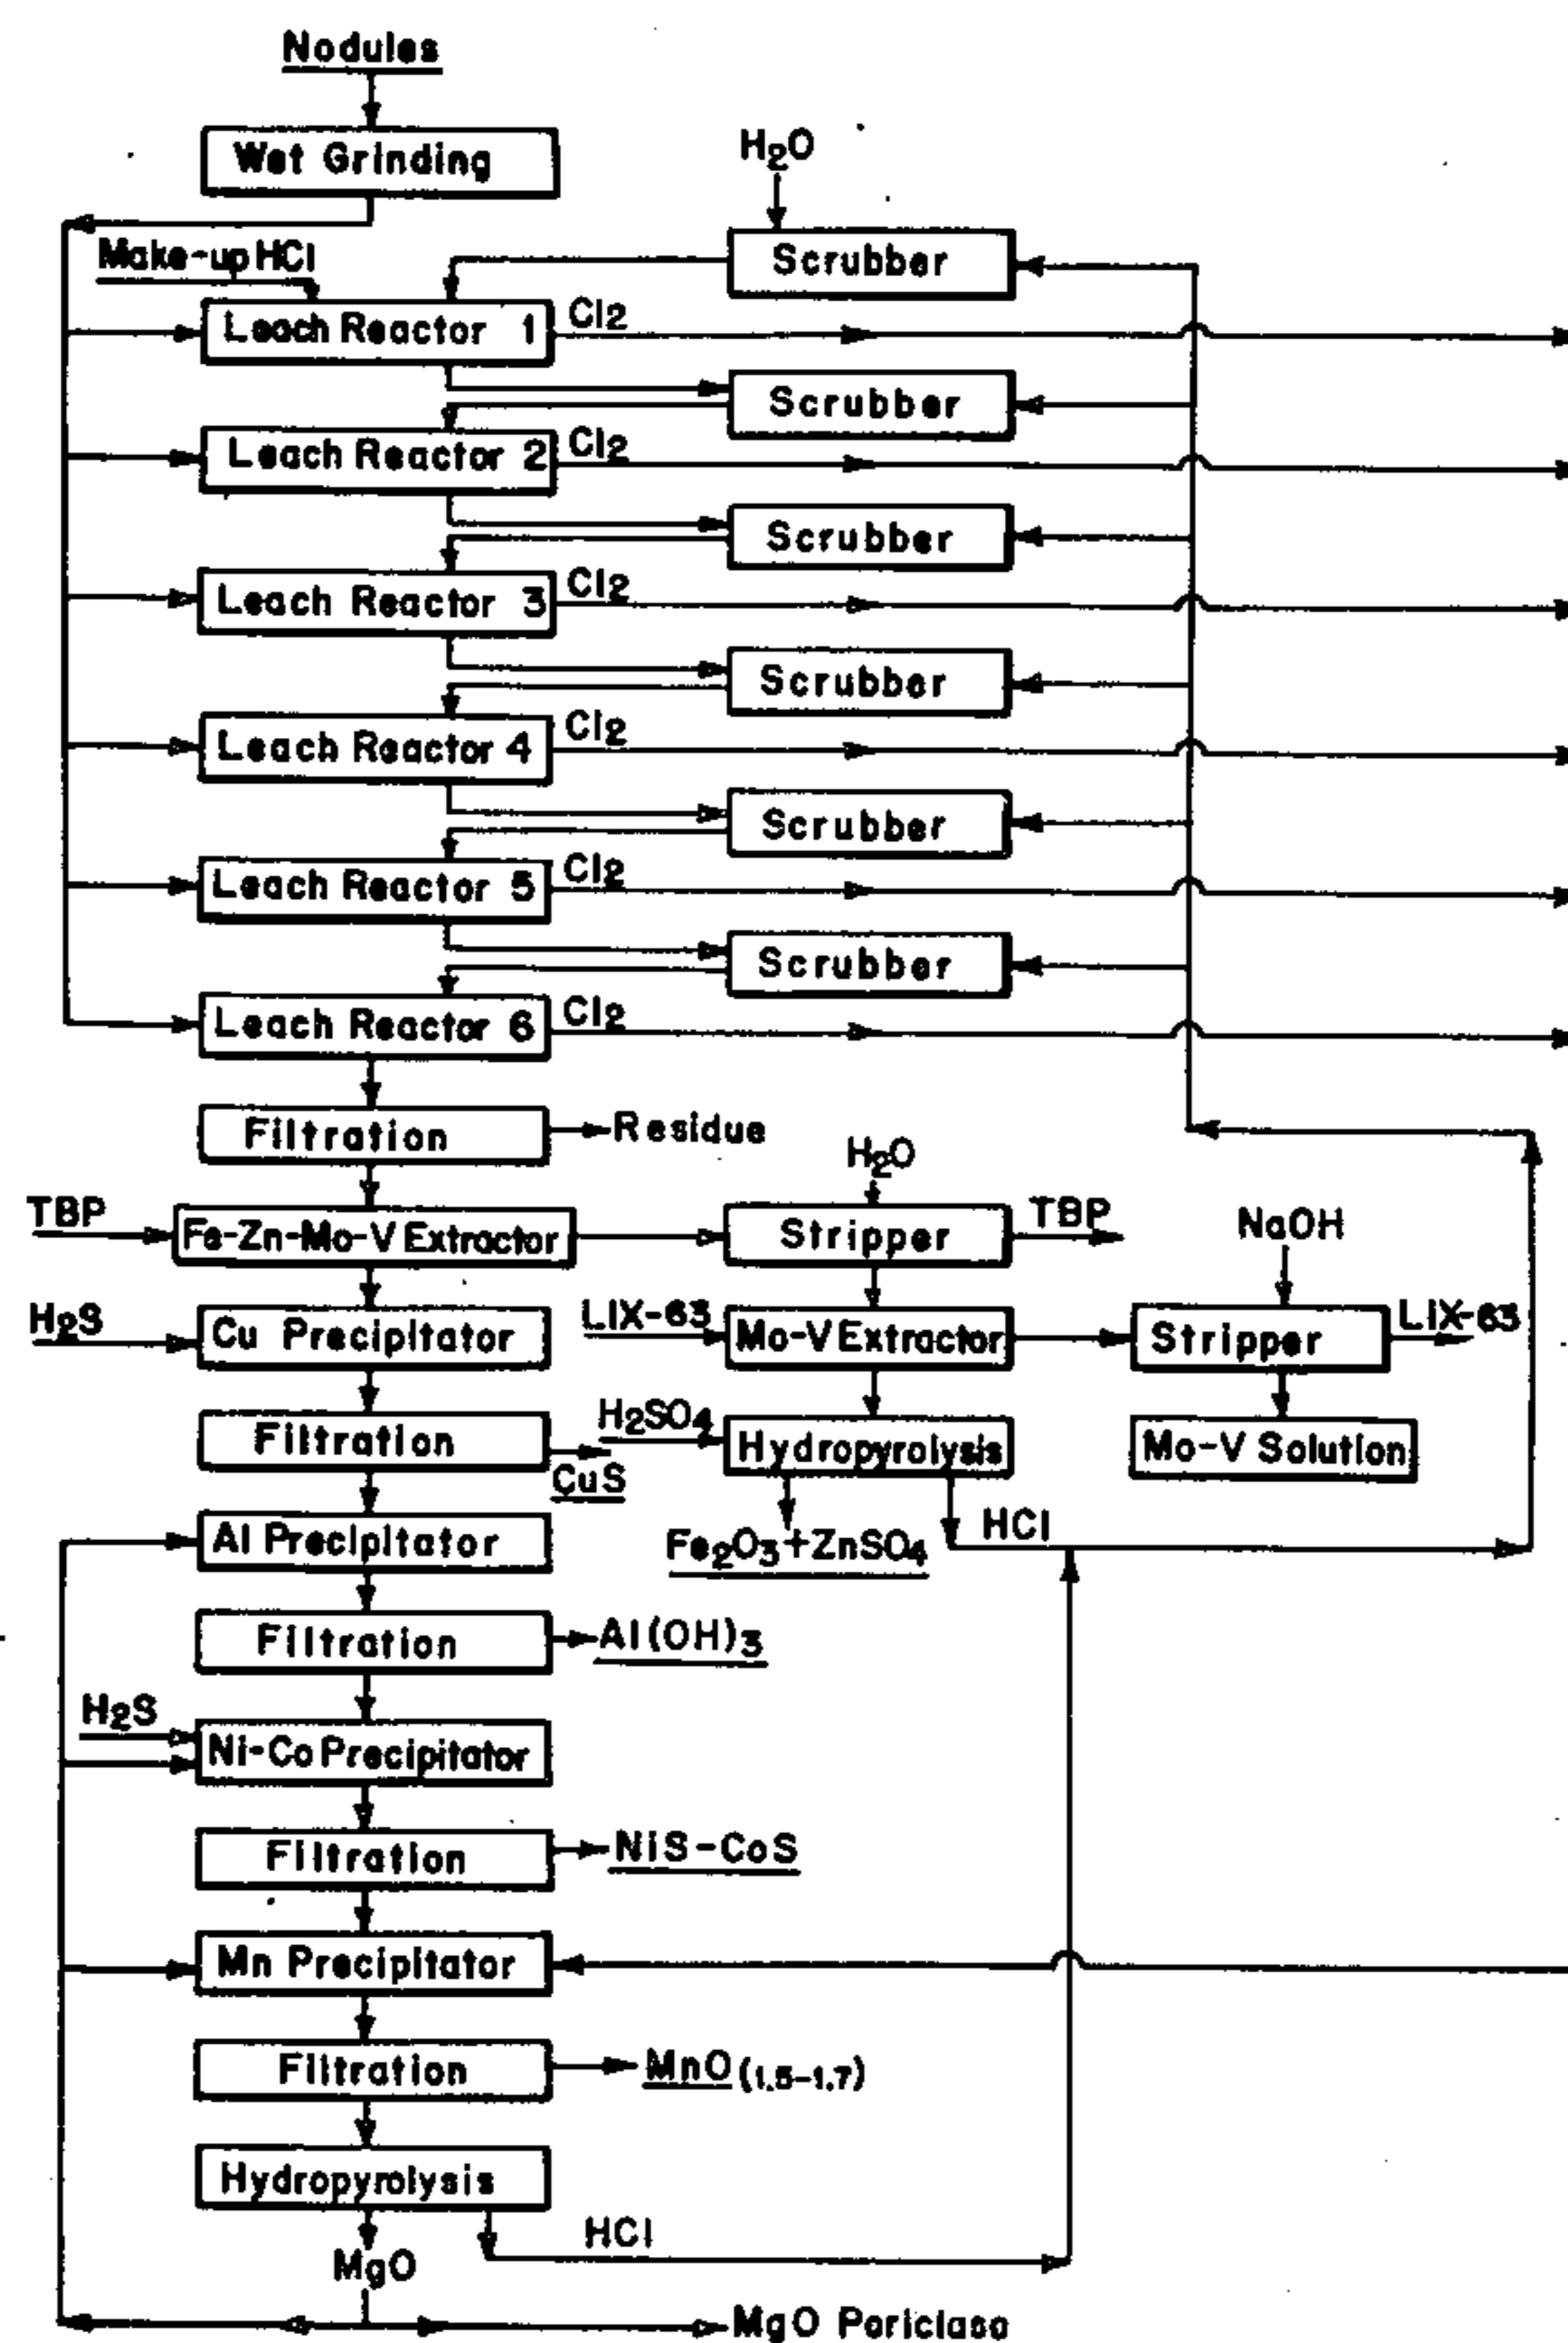 Nodules
Wet Grinding
H2O
Make-up HCl
Scrubber
Leach Reactor 1
Cl2
Scrubber
Leach Reactor 2
Cl2
Scrubber
Leach Reactor 3
Cl2
Scrubber
Leach Reactor 4
Cl2
Scrubber
Leach Reactor 5
Cl2
Scrubber
Leach Reactor 6
Cl2
Filtration
Residue
H2O
TBP
Fe-Zn-Mo-V Extractor
Stripper
TBP
NaOH
H2S
Cu Precipitator
LIX-63
Mo-V Extractor
Stripper
LIX-63
Filtration
CuS
H2SO4
Hydropyrolysis
Mo-V Solution
Al Precipitator
Fe2O3+ZnSO4
HCl
Filtration
Al(OH)3
H2S
Ni-Co Precipitator
Filtration
NiS-CoS
Mn Precipitator
Filtration
MnO(1.5-1.7)
Hydropyrolysis
HCl
MgO
MgO Periclase